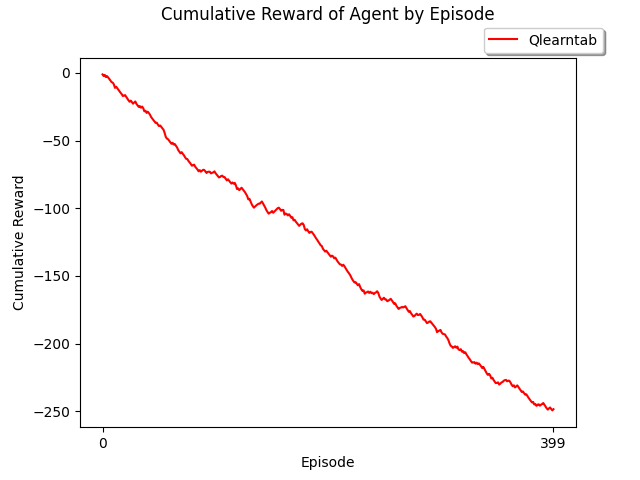 Cumulative Reward of Agent by Episode
Qlearntab
0
−50
−100
−150
−200
−250
Cumulative Reward
0 399
Episode